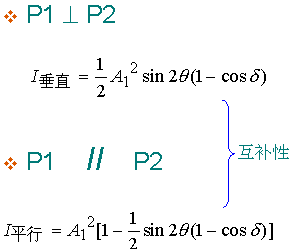 ❖ P1 ⊥ P2
I垂直 = 1/2 A₁² sin 2θ(1 − cos δ)
互补性
❖ P1 // P2
I平行 = A₁²[1 − 1/2 sin 2θ(1 − cos δ)]